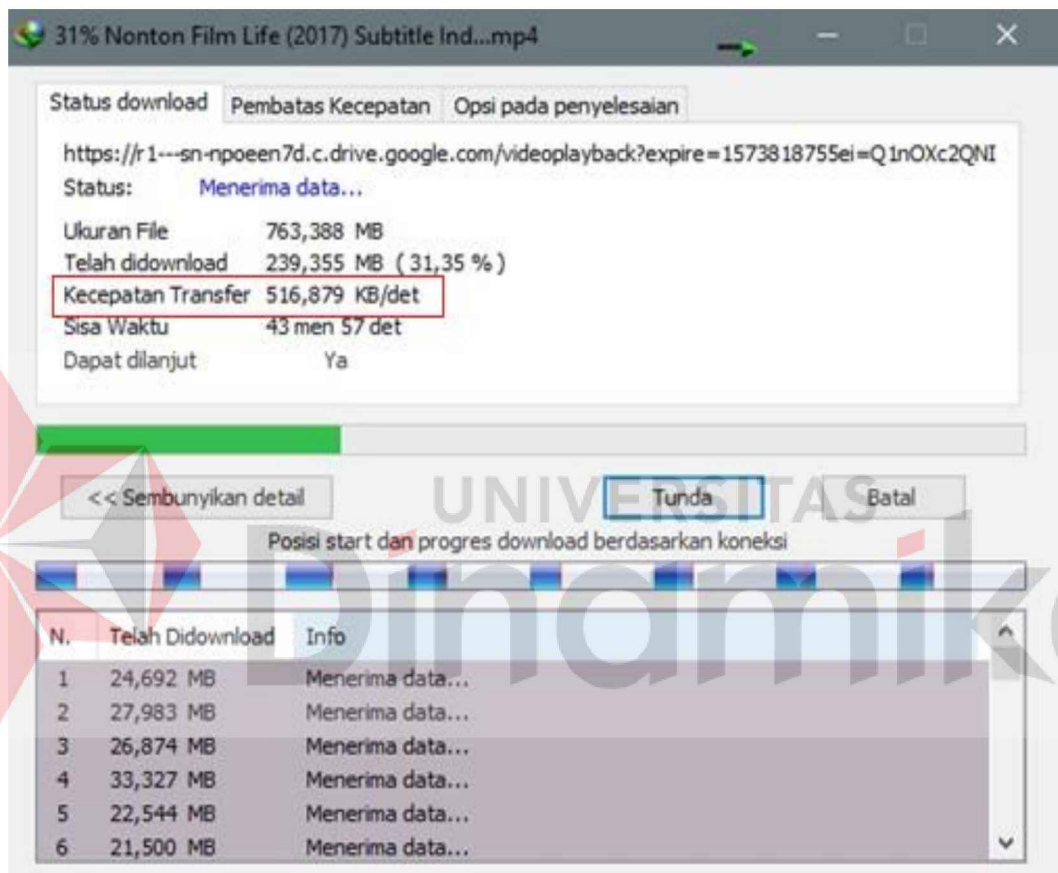 31% Nonton Film Life (2017) Subtitle Ind...mp4
Status download Pembatas Kecepatan Opsi pada penyelesaian
https://r1---sn-npoeen7d.c.drive.google.com/videoplayback?expire=1573818755ei=Q1nOXc2QNI
Status: Menerima data...
Ukuran File 763,388 MB
Telah didownload 239,355 MB ( 31,35 % )
Kecepatan Transfer 516,879 KB/det
Sisa Waktu 43 men 57 det
Dapat dilanjut Ya
<< Sembunyikan detail Tunda Batal
UNIVERSITAS
Dinamika
Posisi start dan progres download berdasarkan koneksi
N. Telah Didownload Info
1 24,692 MB Menerima data...
2 27,983 MB Menerima data...
3 26,874 MB Menerima data...
4 33,327 MB Menerima data...
5 22,544 MB Menerima data...
6 21,500 MB Menerima data...